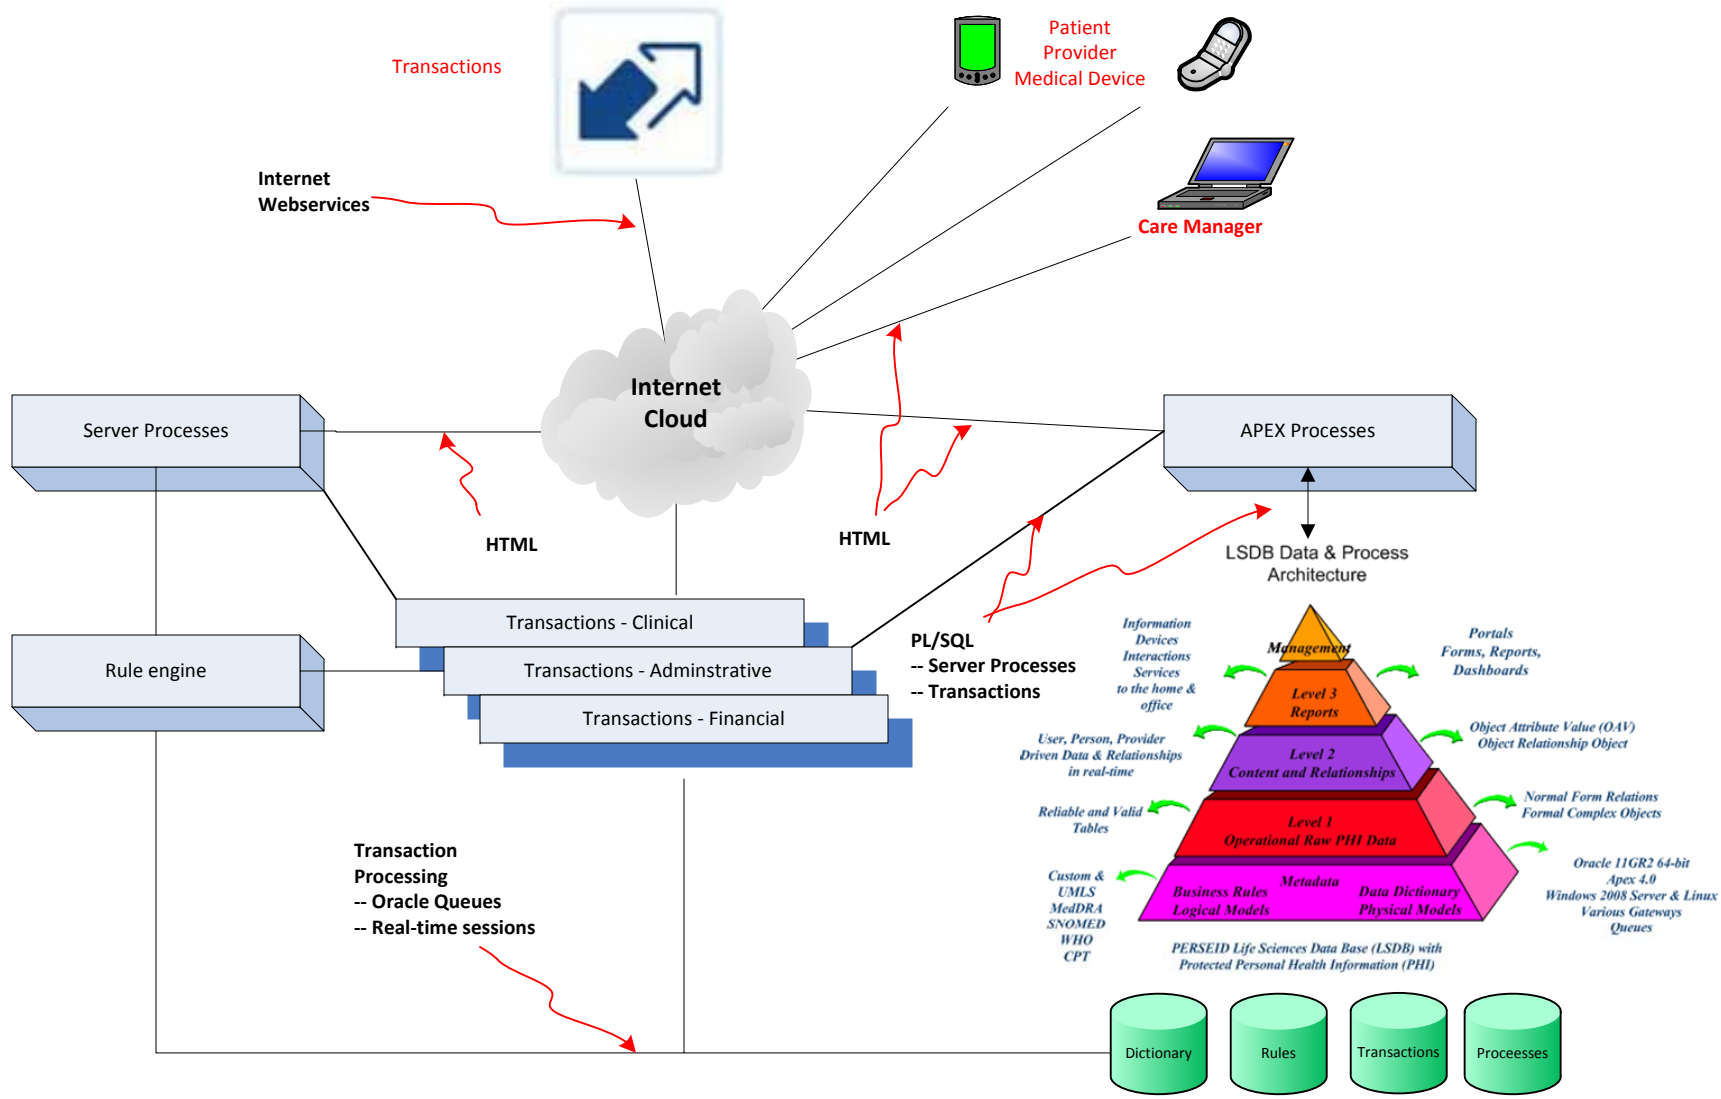 Transactions
Patient
Provider
Medical Device
Internet
Webservices
Care Manager
Internet
Cloud
Server Processes
APEX Processes
HTML
HTML
LSDB Data & Process
Architecture
Transactions - Clinical
Transactions - Adminstrative
Transactions - Financial
Rule engine
PL/SQL
-- Server Processes
-- Transactions
Information
Devices
Interactions
Services
to the home &
office
Management
Portals
Forms, Reports,
Dashboards
Level 3
Reports
User, Person, Provider
Driven Data & Relationships
in real-time
Level 2
Content and Relationships
Object Attribute Value (OAV)
Object Relationship Object
Reliable and Valid
Tables
Level 1
Operational Raw PHI Data
Normal Form Relations
Formal Complex Objects
Custom &
UMLS
MedDRA
SNOMED
WHO
CPT
Metadata
Business Rules
Logical Models
Data Dictionary
Physical Models
Oracle 11GR2 64-bit
Apex 4.0
Windows 2008 Server & Linux
Various Gateways
Queues
PERSEID Life Sciences Data Base (LSDB) with
Protected Personal Health Information (PHI)
Transaction
Processing
-- Oracle Queues
-- Real-time sessions
Dictionary
Rules
Transactions
Proceesses